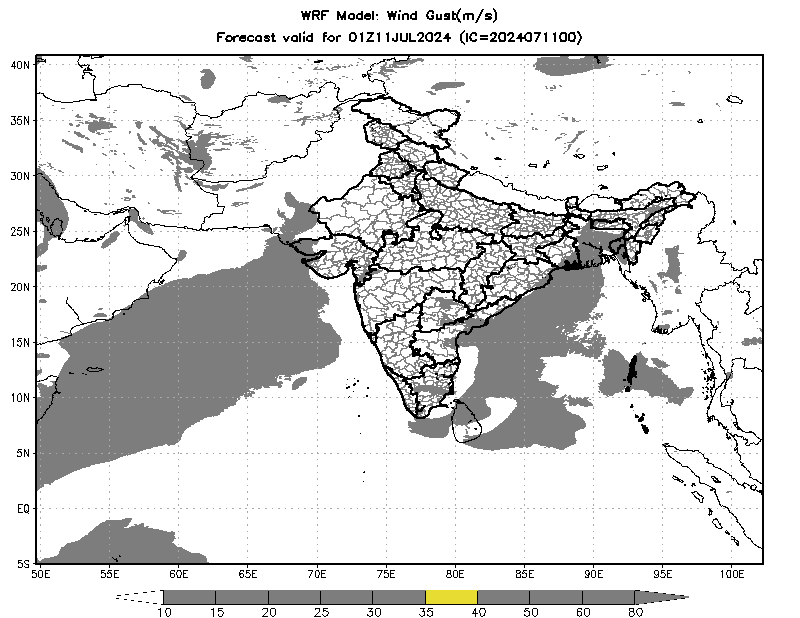 WRF Model: Wind Gust(m/s)
Forecast valid for 01Z11JUL2024 (IC=2024071100)
40N
35N
30N
25N
20N
15N
10N
5N
EQ
5S
50E 55E 60E 65E 70E 75E 80E 85E 90E 95E 100E
10 15 20 25 30 35 40 50 60 80